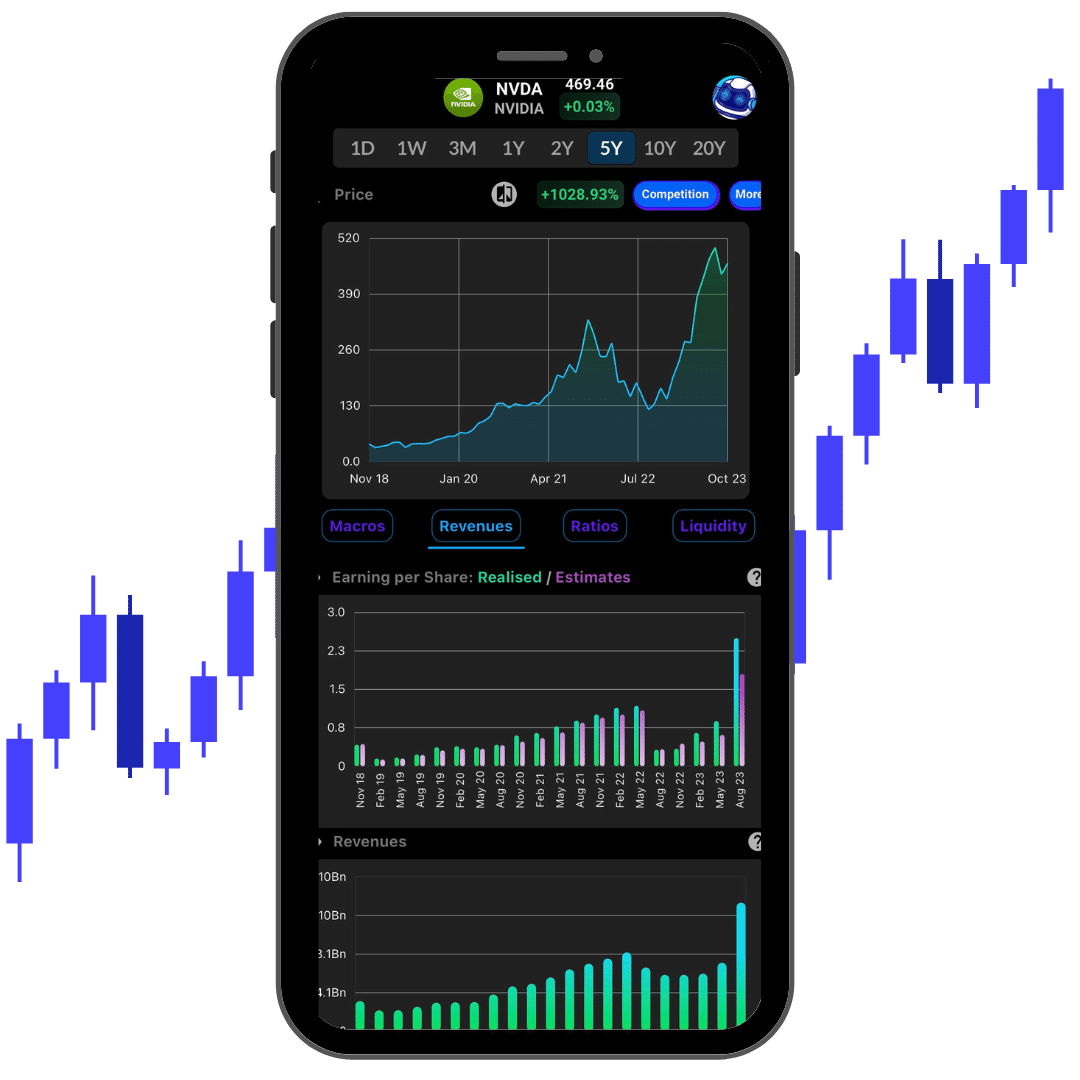 NVDA 469.46
NVIDIA
NVIDIA +0.03%
1D 1W 3M 1Y 2Y 5Y 10Y 20Y
Price +1028.93% Competition More
520
390
260
130
0.0
Nov 18 Jan 20 Apr 21 Jul 22 Oct 23
Macros Revenues Ratios Liquidity
Earning per Share: Realised / Estimates ?
3.0
2.3
1.5
0.8
0
Nov 18 Feb 19 May 19 Aug 19 Nov 19 Feb 20 May 20 Aug 20 Nov 20 Feb 21 May 21 Aug 21 Nov 21 Feb 22 May 22 Aug 22 Nov 22 Feb 23 May 23 Aug 23
Revenues ?
10Bn
10Bn
3.1Bn
4.1Bn